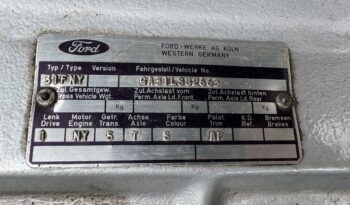 Ford
FORD-WERKE AG KÖLN
WESTERN GERMANY
Typ/Type Version Fahrgestell/Vehicle No.
Zul.Gesamtgew. Zul.Achslast vorn Zul.Achslast hinten
Gross Vehicle Wgt. Perm.Axle Ld.Front Perm.Axle Ld.Rear
Kg Kg Kg
Lenk Motor Getr. Achse Farbe Polst K.D. Bremsen
Drive Engine Trans. Axle Colour Trim Ref. Brakes
1 NY 5 T S AP